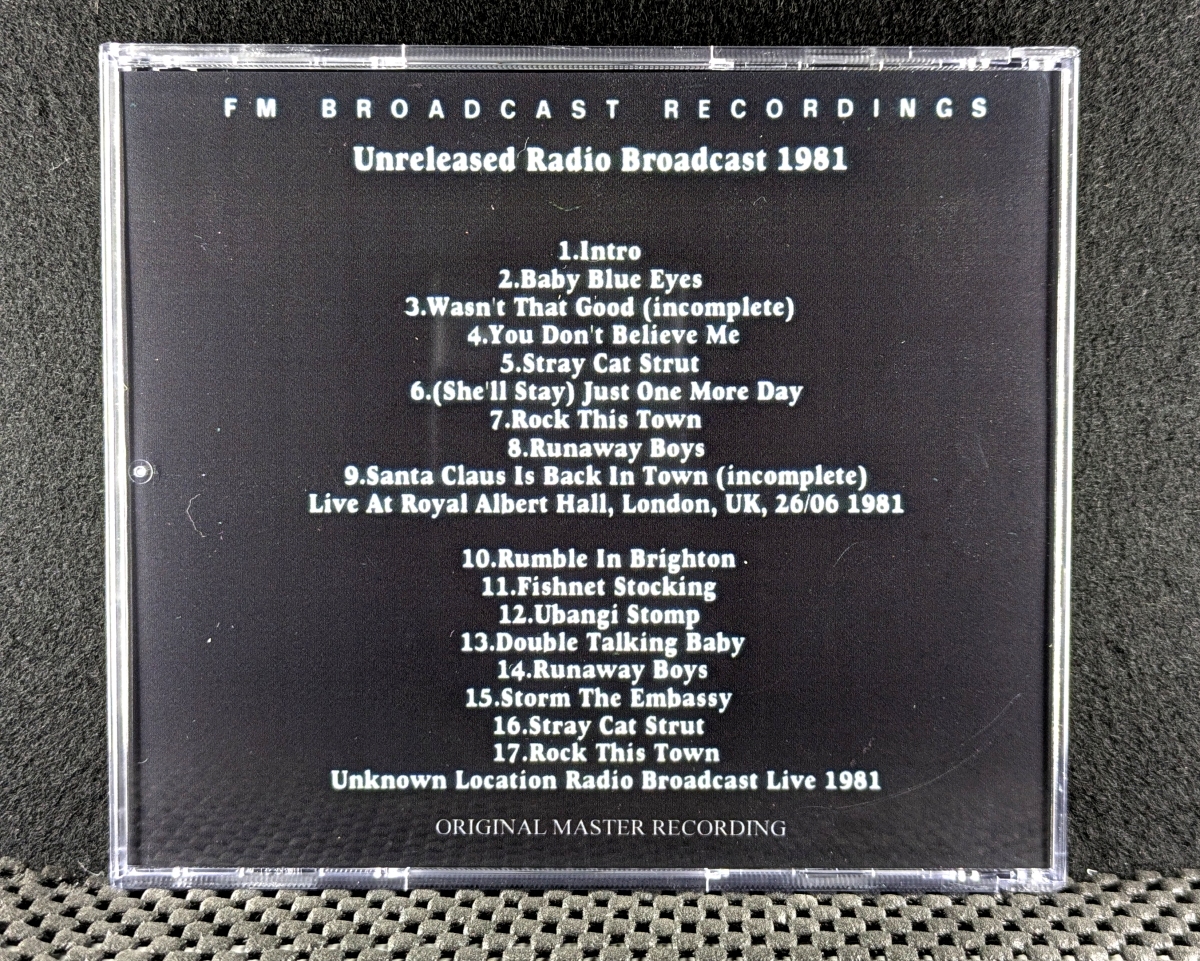 FM BROADCAST RECORDINGS
Unreleased Radio Broadcast 1981
1.Intro
2.Baby Blue Eyes
3.Wasn't That Good (incomplete)
4.You Don't Believe Me
5.Stray Cat Strut
6.(She'll Stay) Just One More Day
7.Rock This Town
8.Runaway Boys
9.Santa Claus Is Back In Town (incomplete)
Live At Royal Albert Hall, London, UK, 26/06 1981
10.Rumble In Brighton
11.Fishnet Stocking
12.Ubangi Stomp
13.Double Talking Baby
14.Runaway Boys
15.Storm The Embassy
16.Stray Cat Strut
17.Rock This Town
Unknown Location Radio Broadcast Live 1981
ORIGINAL MASTER RECORDING